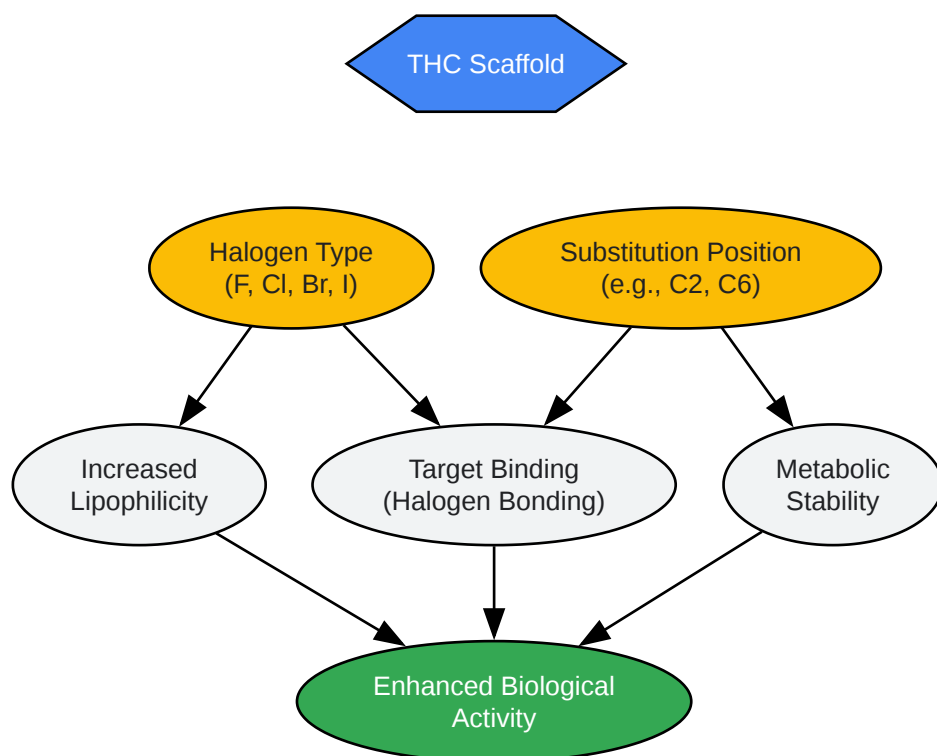 THC Scaffold
Halogen Type
(F, Cl, Br, I)
Substitution Position
(e.g., C2, C6)
Increased
Lipophilicity
Target Binding
(Halogen Bonding)
Metabolic
Stability
Enhanced Biological
Activity